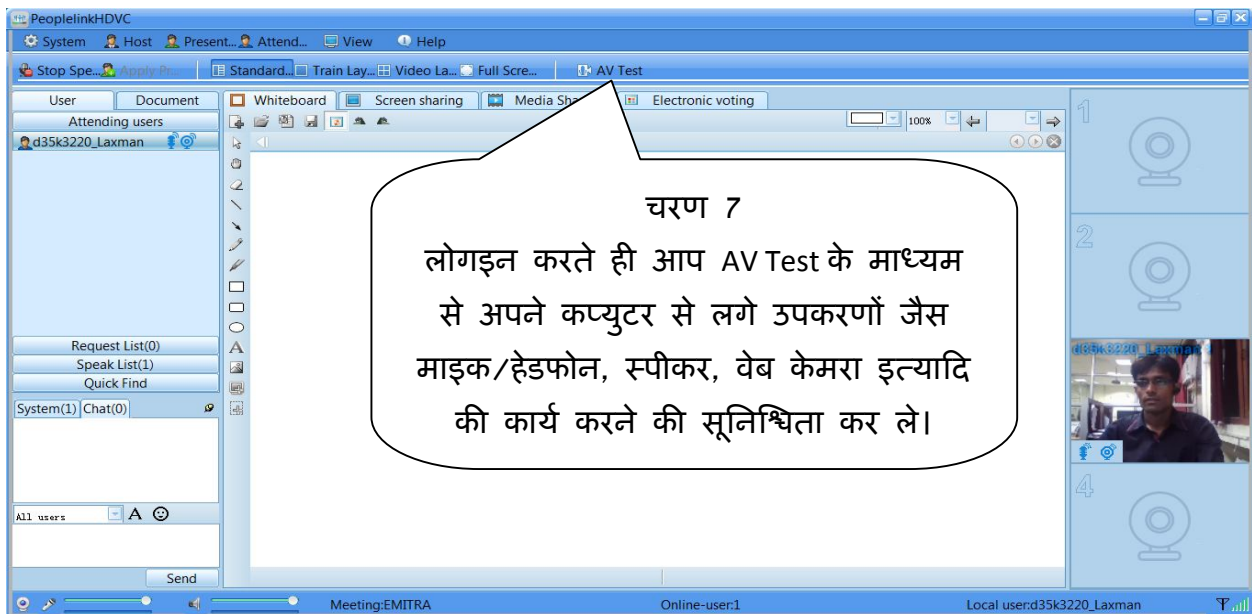 PeoplelinkHDVC
System Host Present... Attend... View Help
Stop Spe... Apply Pr... Standard... Train Lay... Video La... Full Scre... AV Test
User Document
Whiteboard Screen sharing Media Sha Electronic voting
Attending users
100%
d35k3220_Laxman
चरण 7
लोगइन करते ही आप AV Test के माध्यम
से अपने कप्युटर से लगे उपकरणों जैस
माइक/हेडफोन, स्पीकर, वेब केमरा इत्यादि
की कार्य करने की सूनिश्चिता कर ले।
1
2
d35k3220_Laxman
4
Request List(0)
Speak List(1)
Quick Find
System(1) Chat(0)
All users A
Send
A
Meeting:EMITRA Online-user:1 Local user:d35k3220_Laxman